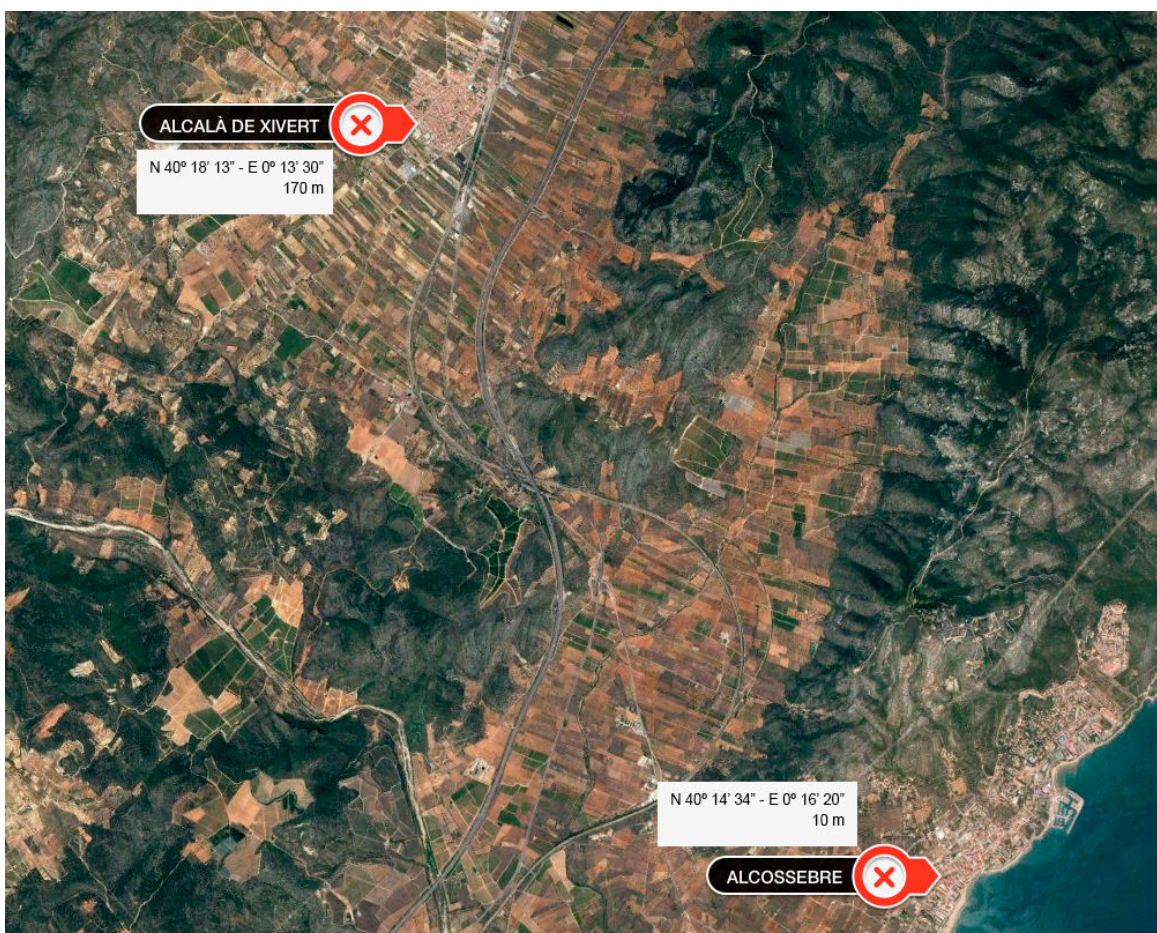 ALCALÀ DE XIVERT
N 40º 18’ 13” - E 0º 13’ 30”
170 m
N 40º 14’ 34” - E 0º 16’ 20”
10 m
ALCOSSEBRE